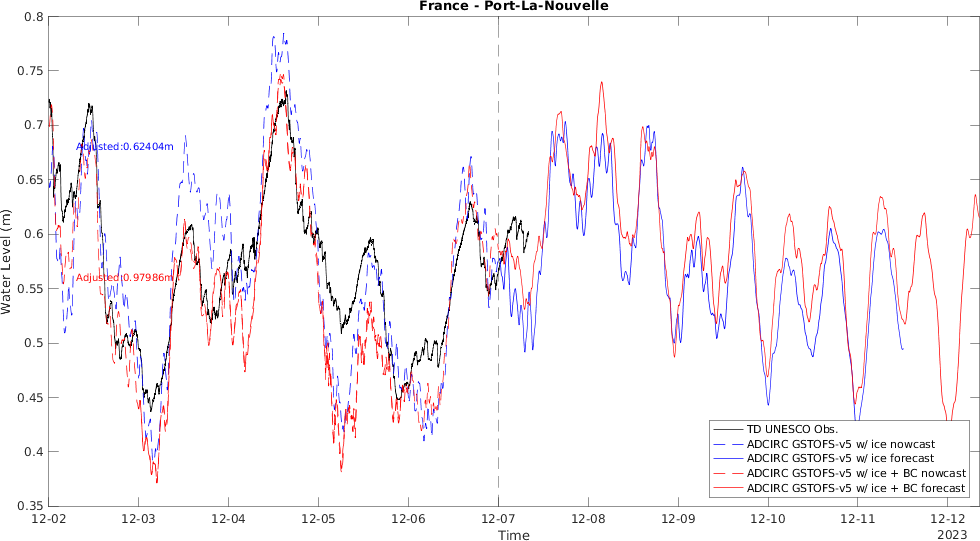 France - Port-La-Nouvelle
0.8
0.75
0.7
0.65
0.6
0.55
0.5
0.45
0.4
0.35
Water Level (m)
Adjusted:0.62404m
Adjusted:0.97986m
TD UNESCO Obs.
ADCIRC GSTOFS-v5 w/ ice nowcast
ADCIRC GSTOFS-v5 w/ ice forecast
ADCIRC GSTOFS-v5 w/ ice + BC nowcast
ADCIRC GSTOFS-v5 w/ ice + BC forecast
12-02 12-03 12-04 12-05 12-06 12-07 12-08 12-09 12-10 12-11 12-12
Time
2023